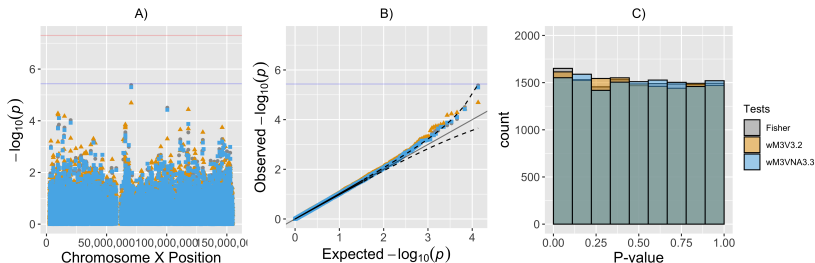 A)
B)
C)
−log10(p)
6
4
2
0
0
50,000,000
100,000,000
150,000,0
Chromosome X Position
Observed −log10(p)
6
4
2
0
0 1 2 3 4
Expected −log10(p)
count
2000
1500
1000
500
0
0.00 0.25 0.50 0.75 1.00
P-value
Tests
Fisher
wM3V3.2
wM3VNA3.3